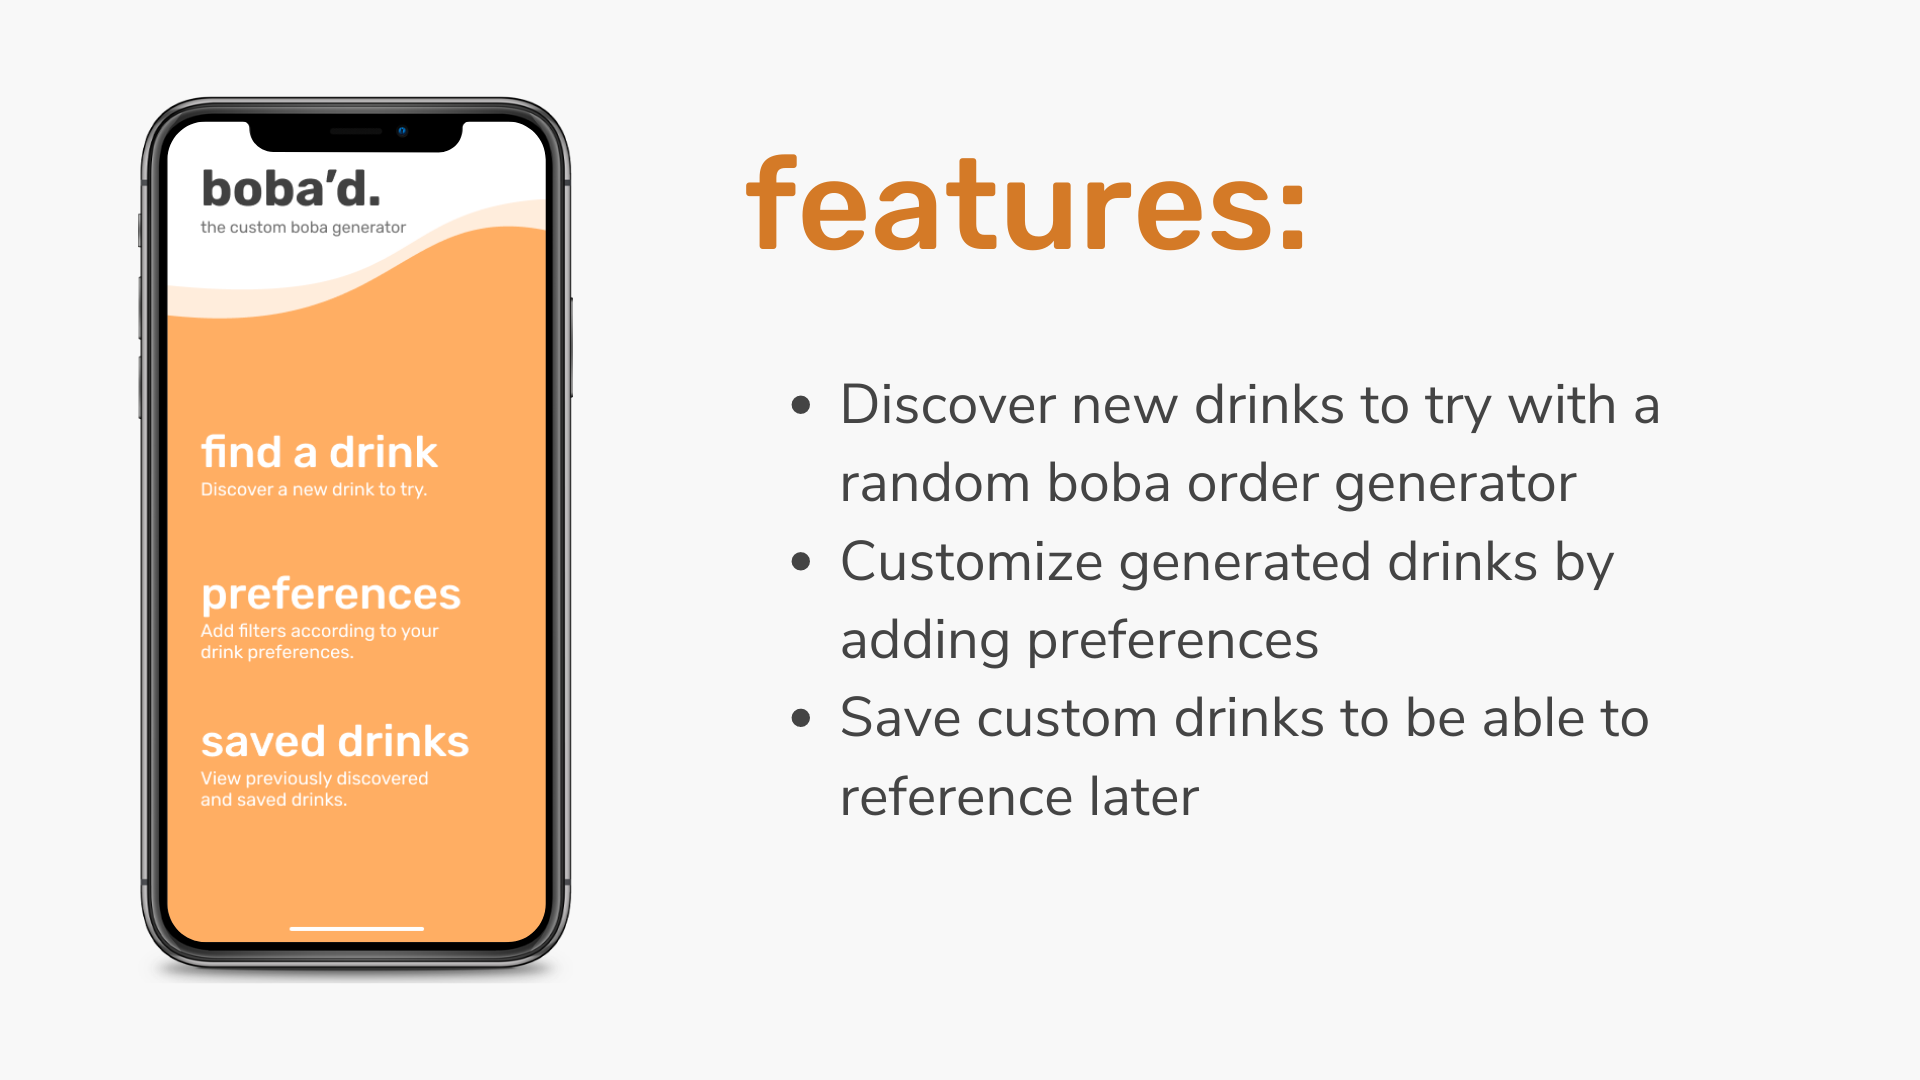 boba’d.
the custom boba generator
find a drink
Discover a new drink to try.
preferences
Add filters according to your
drink preferences.
saved drinks
View previously discovered
and saved drinks.
features:
• Discover new drinks to try with a
random boba order generator
• Customize generated drinks by
adding preferences
• Save custom drinks to be able to
reference later